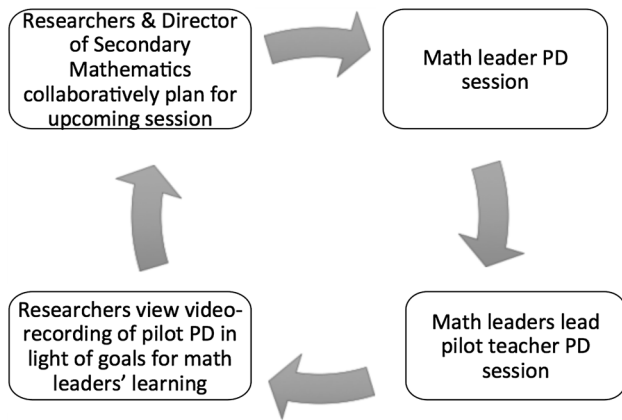 Researchers & Director
of Secondary
Mathematics
collaboratively plan for
upcoming session
Math leader PD
session
Math leaders lead
pilot teacher PD
session
Researchers view video-
recording of pilot PD in
light of goals for math
leaders’ learning